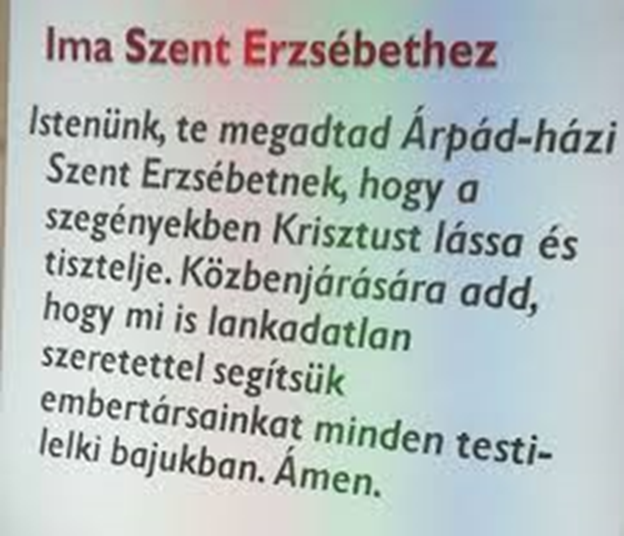 Ima Szent Erzsébethez
Istenünk, te megadtad Árpád-házi
Szent Erzsébetnek, hogy a
szegényekben Krisztust lássa és
tisztelje. Közbenjárására add,
hogy mi is lankadatlan
szeretettel segítsük
embertársainkat minden testi-
lelki bajukban. Ámen.